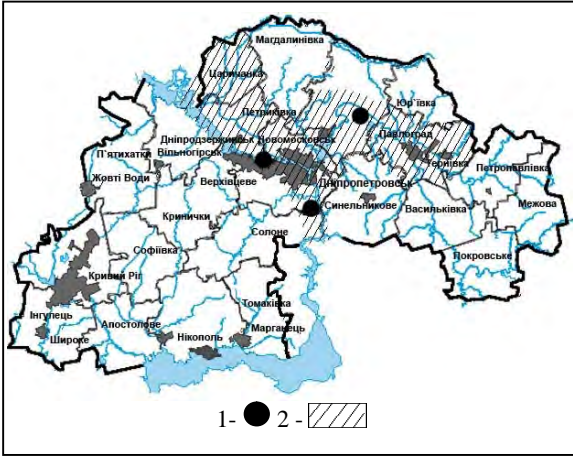 Магдалинівка
Царичанка
Юр`ївка
Петриківка
Павлоград
Дніпродзержинськ Новомосковськ
П`ятихатки Вільногірськ
Тернівка
Петропавлівка
Жовті Води
Верхівцеве
Дніпропетровськ
Синельникове
Васильківка
Межова
Кринички
Солоне
Софіївка
Покровське
Кривий Ріг
Томаківка
Інгулець
Апостолове
Марганець
Широке
Нікополь
1- 2 -